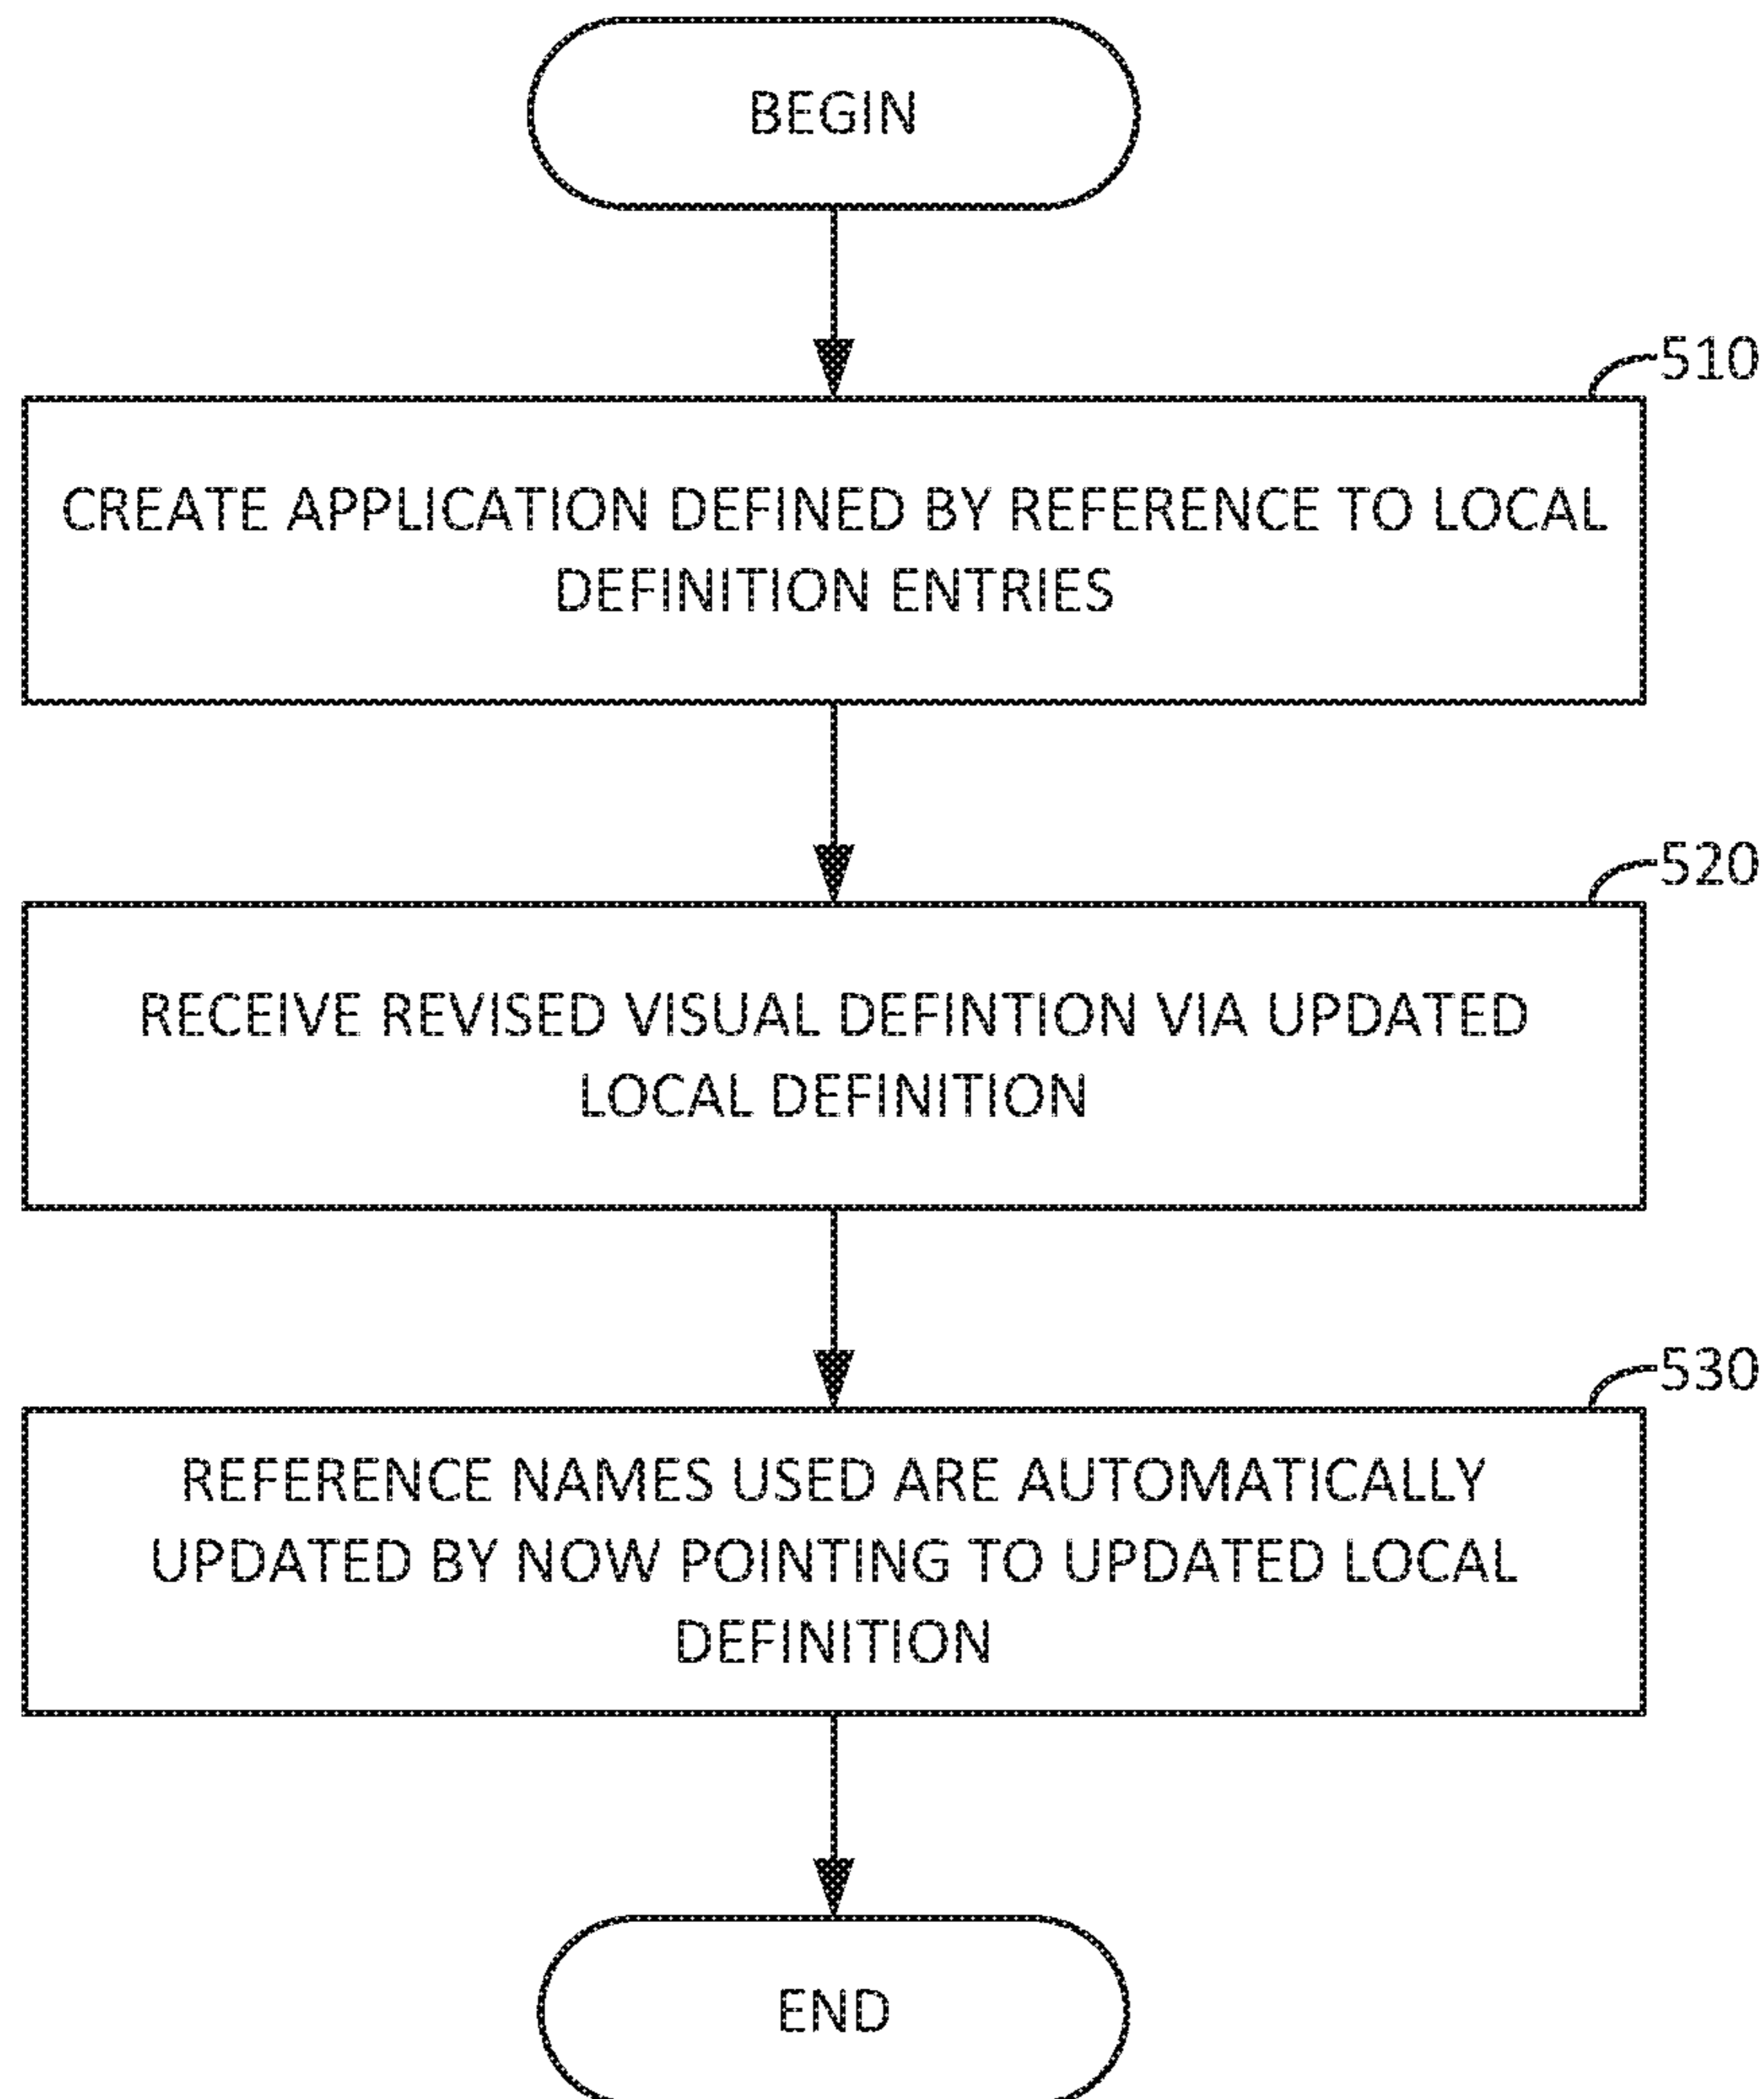 BEGIN
510
CREATE APPLICATION DEFINED BY REFERENCE TO LOCAL
DEFINITION ENTRIES
520
RECEIVE REVISED VISUAL DEFINTION VIA UPDATED
LOCAL DEFINITION
530
REFERENCE NAMES USED ARE AUTOMATICALLY
UPDATED BY NOW POINTING TO UPDATED LOCAL
DEFINITION
END